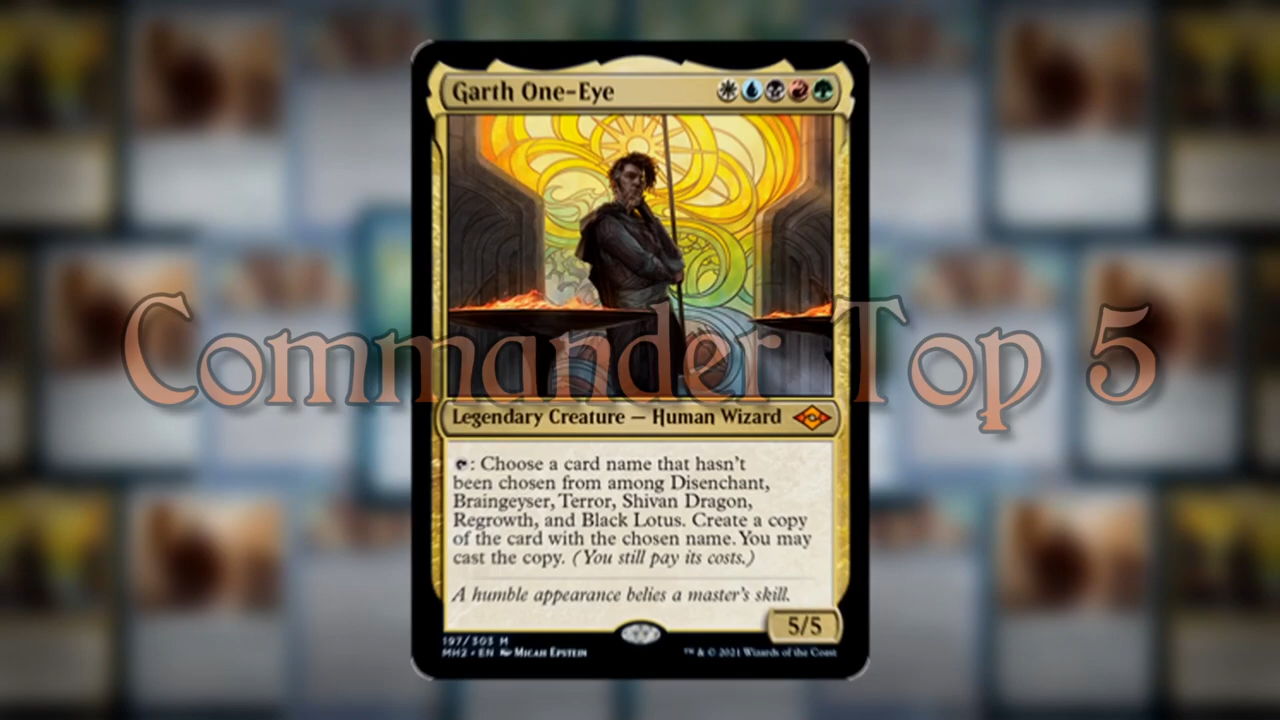 Garth One-Eye
Commander Top 5
Legendary Creature — Human Wizard
: Choose a card name that hasn't
been chosen from among Disenchant,
Braingeyser, Terror, Shivan Dragon,
Regrowth, and Black Lotus. Create a copy
of the card with the chosen name. You may
cast the copy. (You still pay its costs.)
A humble appearance belies a master's skill.
5/5
197/303 M
MH2 • EN Micah Epstein
™ & © 2021 Wizards of the Coast